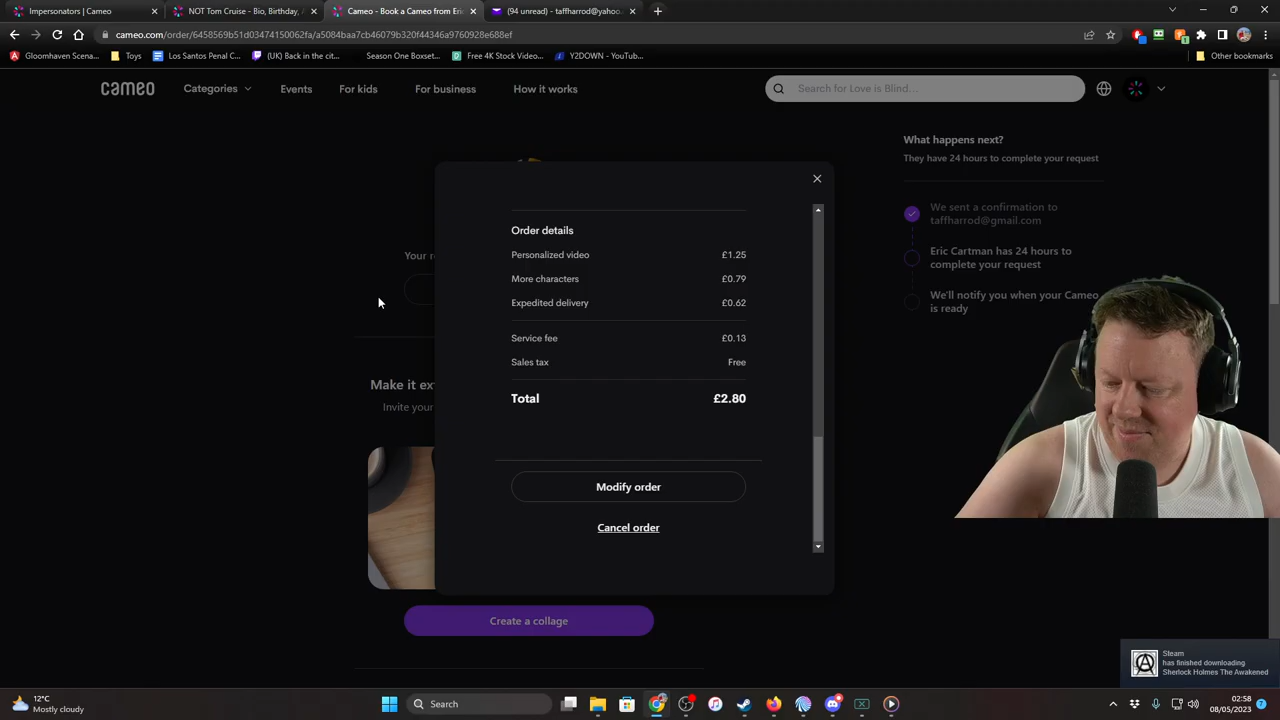 Impersonators | Cameo
NOT Tom Cruise - Bio, Birthday,
Cameo - Book a Cameo from Eric
(94 unread) - taffharrod@yahoo.
cameo.com/order/6458569b51d03474150062fa/a5084baa7cb46079b320f44346a9760928e688ef
Gloomhaven Scena...
Toys
Los Santos Penal C...
(UK) Back in the cit...
Season One Boxset...
Free 4K Stock Video...
Y2DOWN - YouTub...
Other bookmarks
cameo
Categories
Events
For kids
For business
How it works
Search for Love is Blind...
What happens next?
They have 24 hours to complete your request
We sent a confirmation to
taffharrod@gmail.com
Eric Cartman has 24 hours to
complete your request
We'll notify you when your Cameo
is ready
Your r
Make it ex
Invite your
Order details
Personalized video £1.25
More characters £0.79
Expedited delivery £0.62
Service fee £0.13
Sales tax Free
Total £2.80
Modify order
Cancel order
Create a collage
Steam
has finished downloading
Sherlock Holmes The Awakened
12°C
Mostly cloudy
Search
02:58
08/05/2023